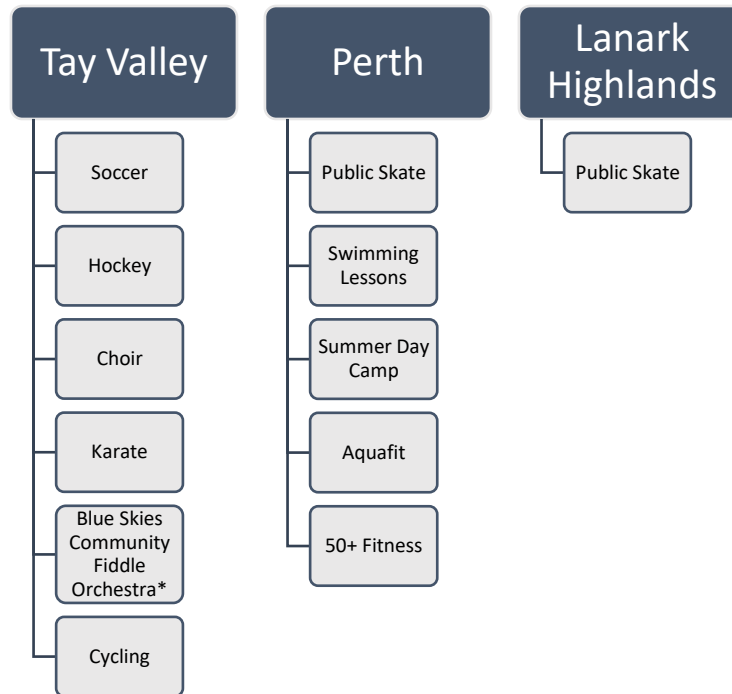 Tay Valley
Soccer
Hockey
Choir
Karate
Blue Skies
Community
Fiddle
Orchestra*
Cycling
Perth
Public Skate
Swimming
Lessons
Summer Day
Camp
Aquafit
50+ Fitness
Lanark
Highlands
Public Skate